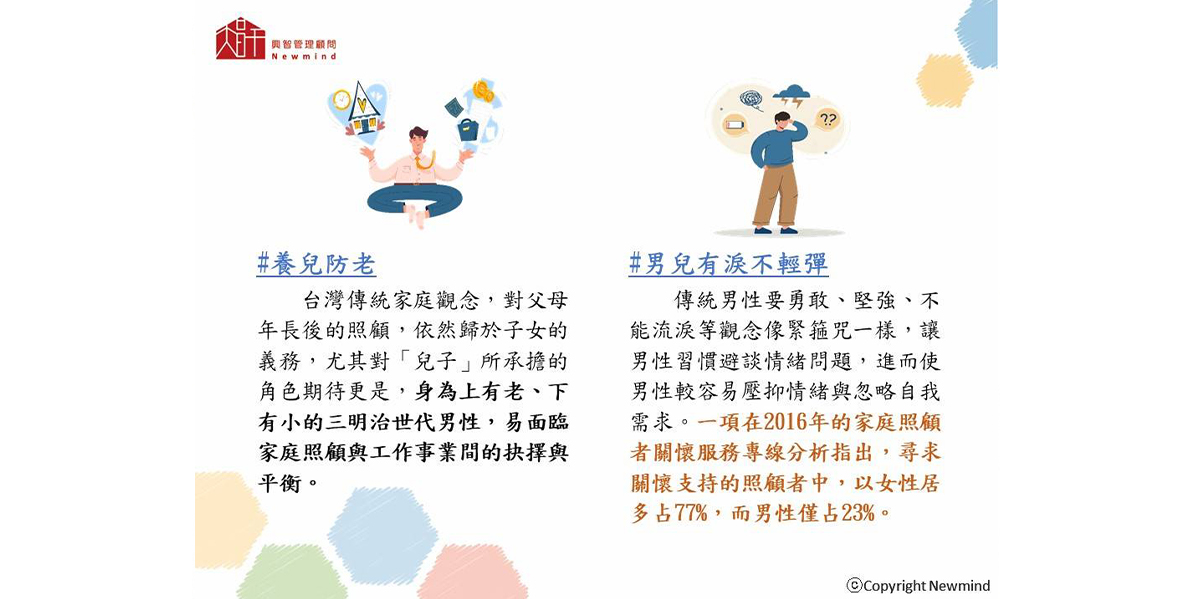 興智管理顧問
Newmind
??
#養兒防老
台灣傳統家庭觀念，對父母
年長後的照顧，依然歸於子女的
義務，尤其對「兒子」所承擔的
角色期待更是，身為上有老、下
有小的三明治世代男性，易面臨
家庭照顧與工作事業間的抉擇與
平衡。
#男兒有淚不輕彈
傳統男性要勇敢、堅強、不
能流淚等觀念像緊箍咒一樣，讓
男性習慣避談情緒問題，進而使
男性較容易壓抑情緒與忽略自我
需求。一項在2016年的家庭照顧
者關懷服務專線分析指出，尋求
關懷支持的照顧者中，以女性居
多占77%，而男性僅占23%。
ⓒCopyright Newmind